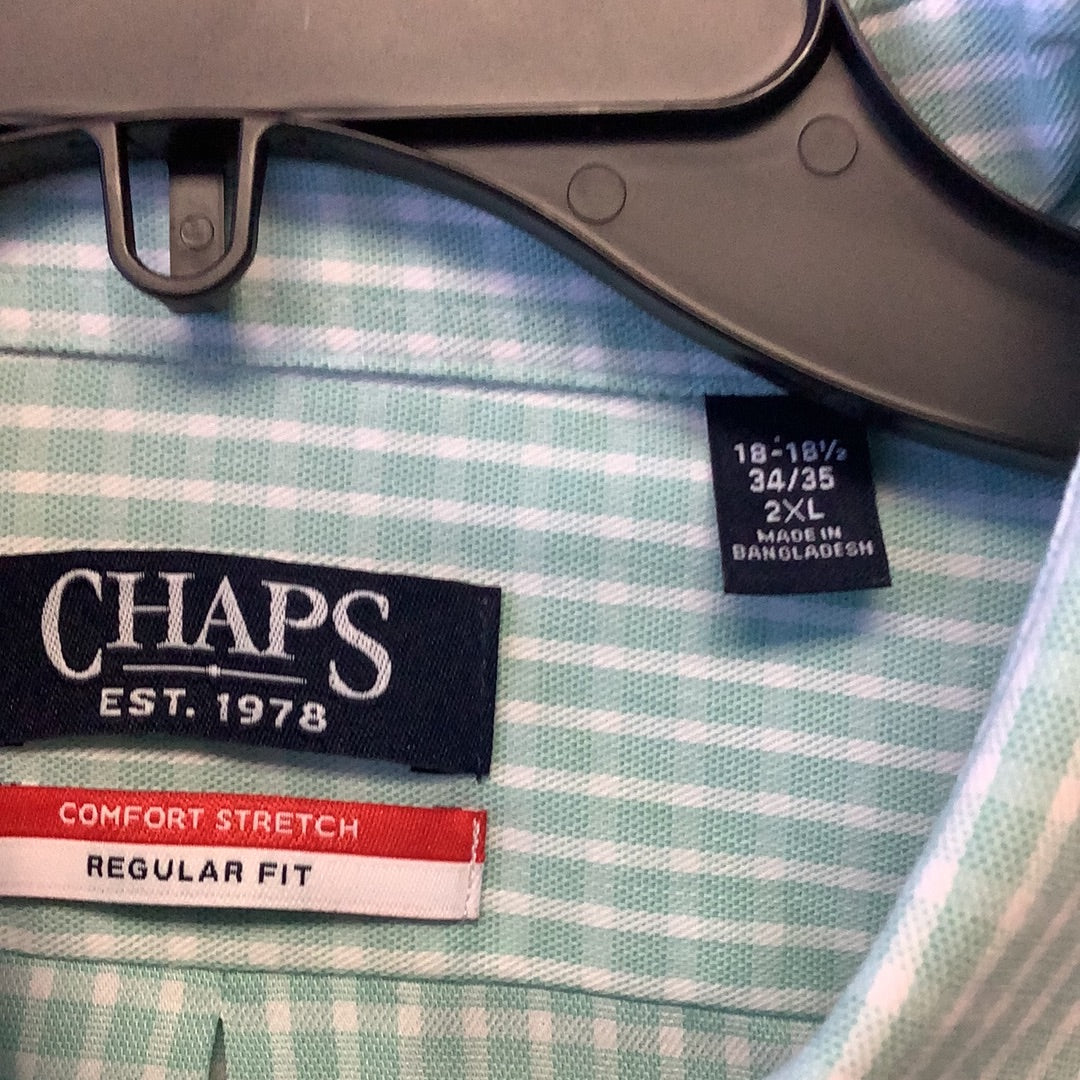 18-18½
34/35
2XL
MADE IN
BANGLADESH
CHAPS
EST. 1978
COMFORT STRETCH
REGULAR FIT